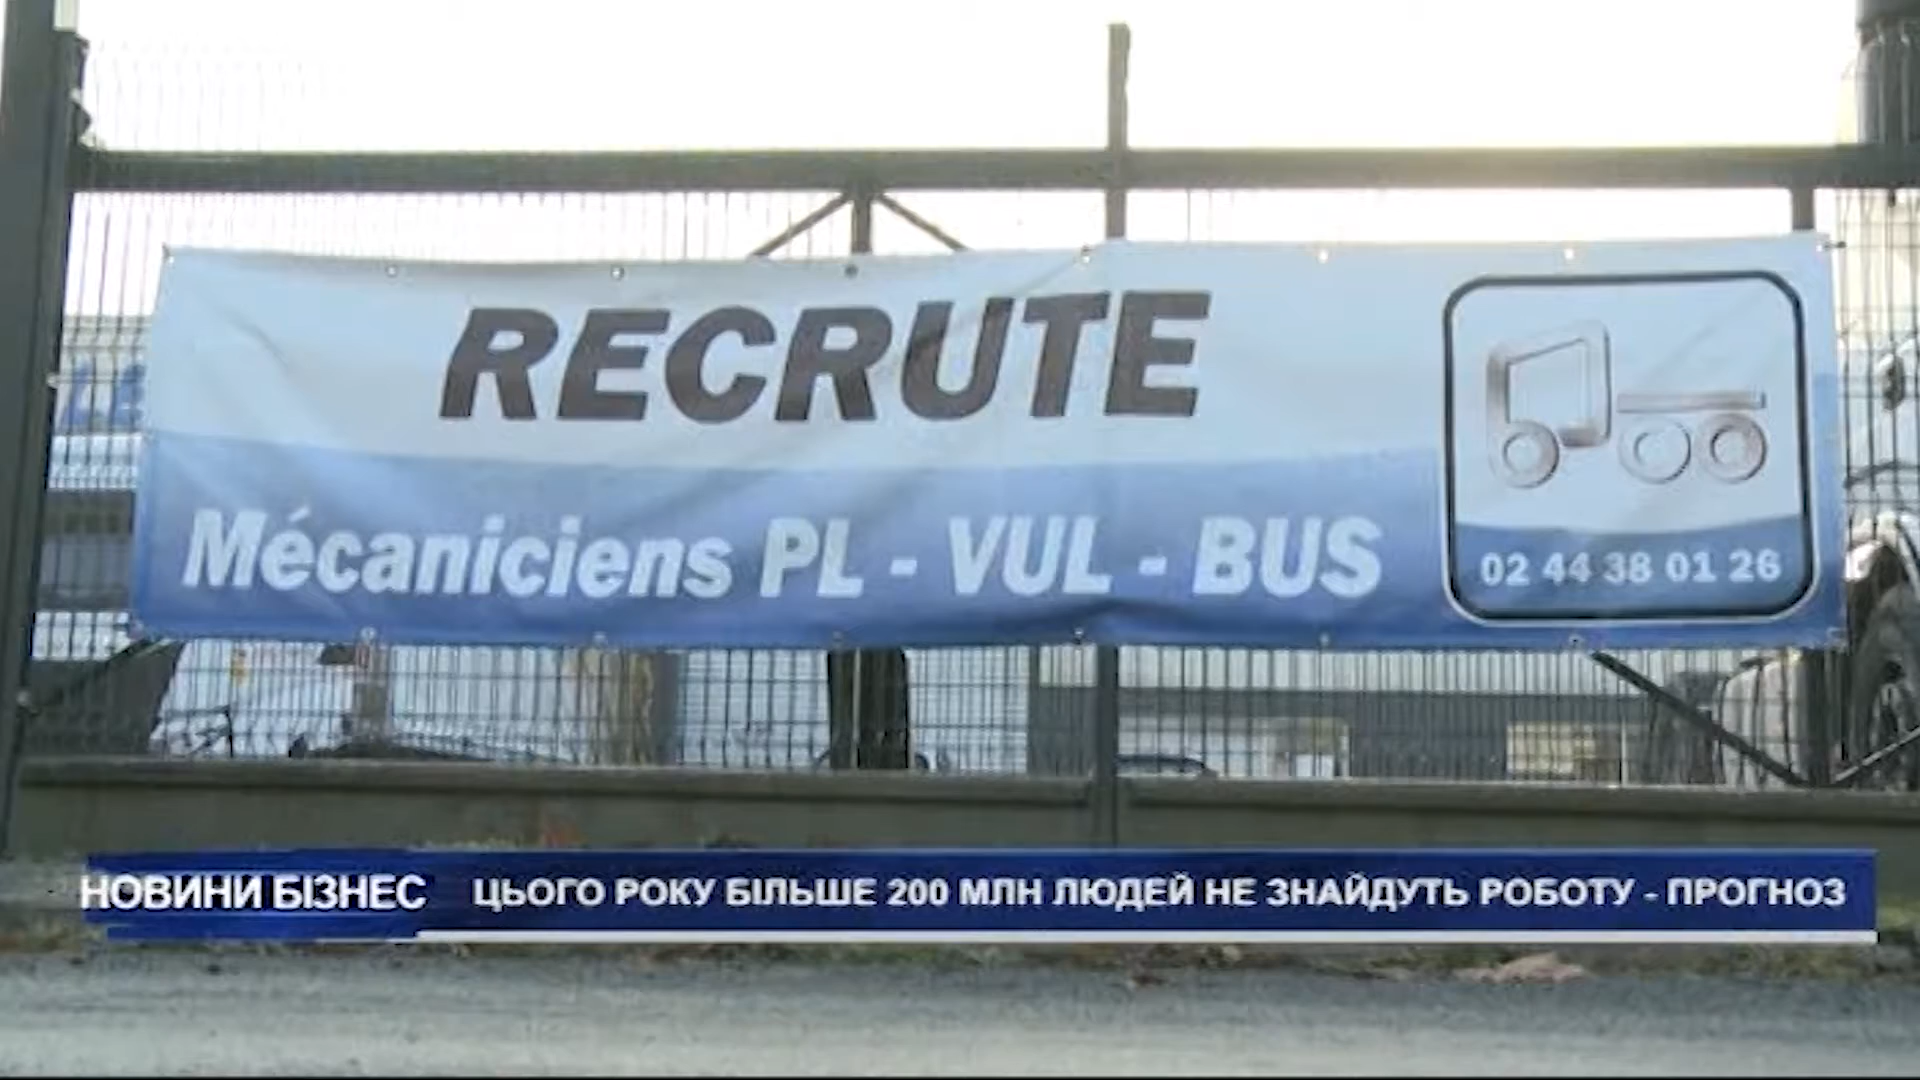 RECRUTE
Mécaniciens PL - VUL - BUS
02 44 38 01 26
НОВИНИ БІЗНЕС
ЦЬОГО РОКУ БІЛЬШЕ 200 МЛН ЛЮДЕЙ НЕ ЗНАЙДУТЬ РОБОТУ - ПРОГНОЗ